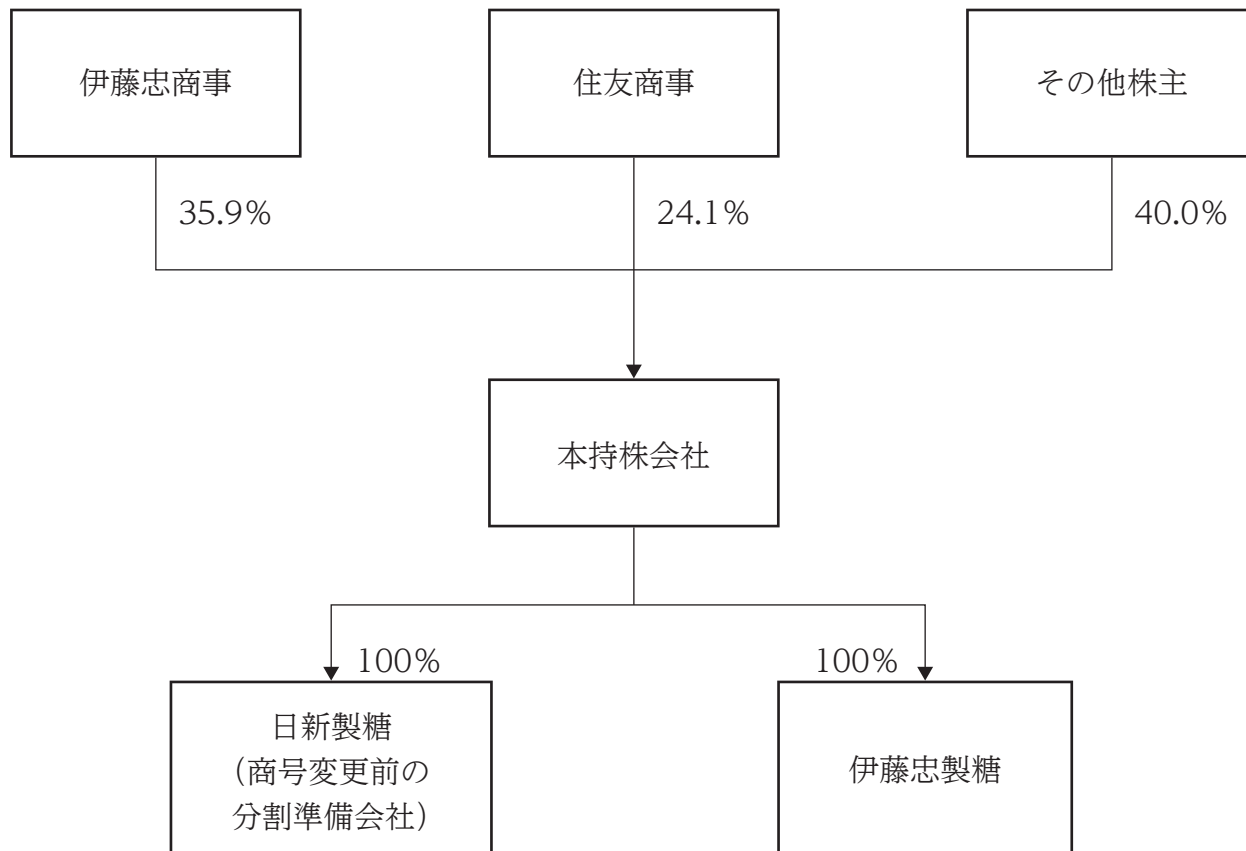 伊藤忠商事
住友商事
その他株主
35.9%
24.1%
40.0%
本持株会社
100%
100%
日新製糖
（商号変更前の
分割準備会社）
伊藤忠製糖